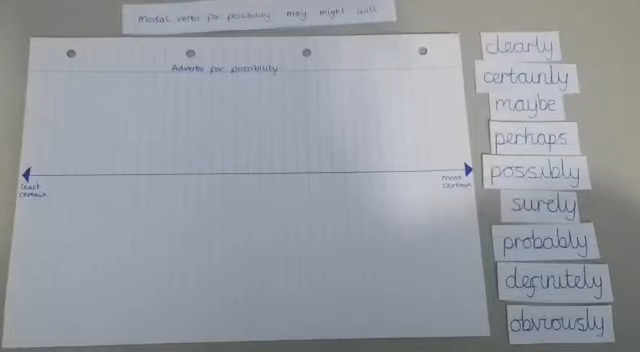 Modal verbs for possibility may might will
Adverbs for possibility
least
certain
most
certain
clearly
certainly
maybe
perhaps
possibly
surely
probably
definitely
obviously